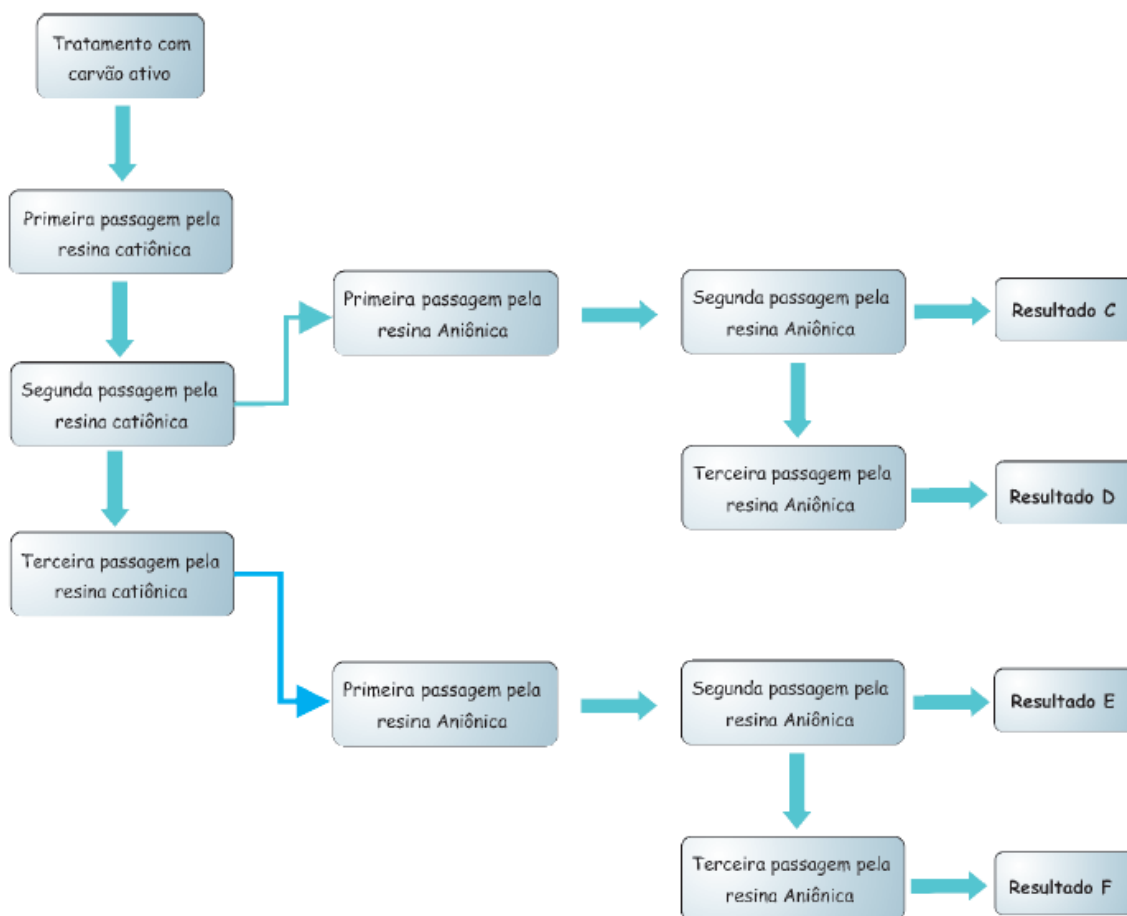 Tratamento com
carvão ativo
Primeira passagem pela
resina catiônica
Segunda passagem pela
resina catiônica
Terceira passagem pela
resina catiônica
Primeira passagem pela
resina Aniônica
Segunda passagem pela
resina Aniônica
Resultado C
Terceira passagem pela
resina Aniônica
Resultado D
Primeira passagem pela
resina Aniônica
Segunda passagem pela
resina Aniônica
Resultado E
Terceira passagem pela
resina Aniônica
Resultado F